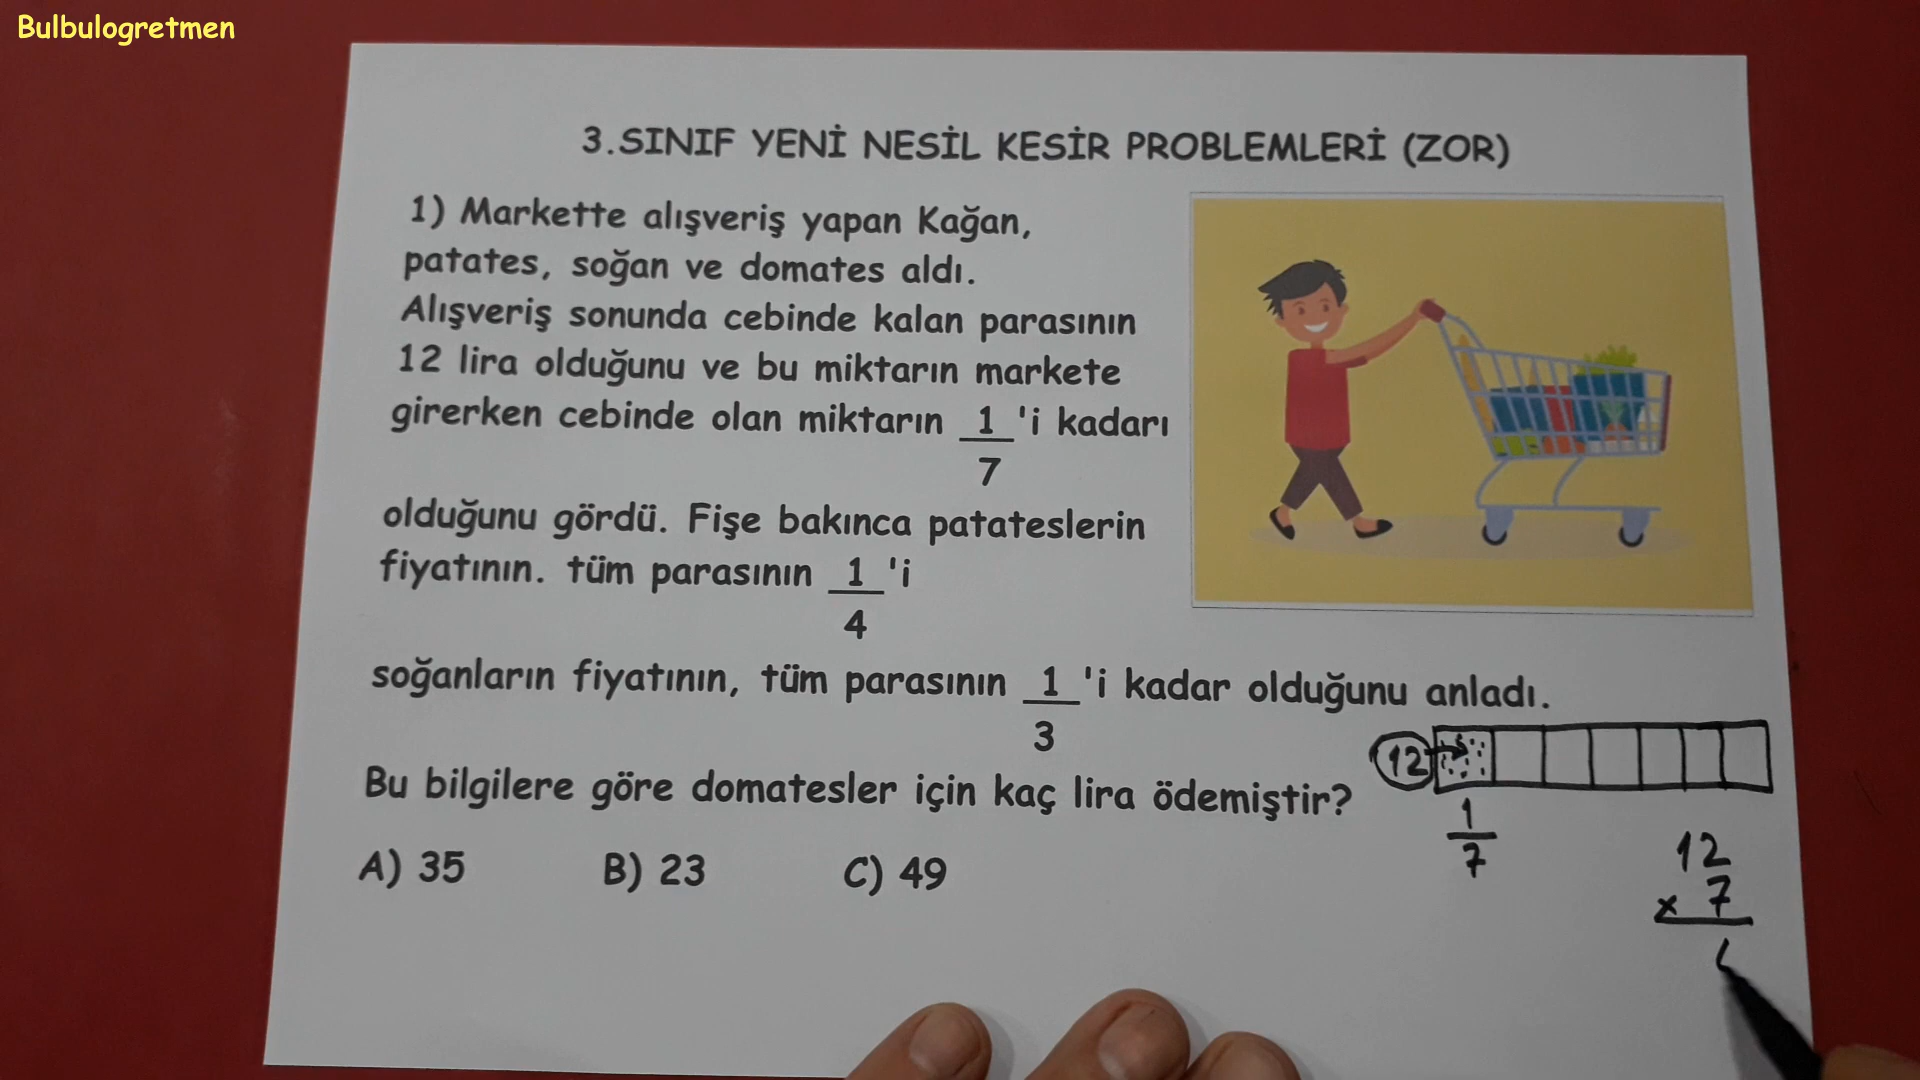 Bulbulogretmen
3.SINIF YENİ NESİL KESİR PROBLEMLERİ (ZOR)
1) Markette alışveriş yapan Kağan,
patates, soğan ve domates aldı.
Alışveriş sonunda cebinde kalan parasının
12 lira olduğunu ve bu miktarın markete
girerken cebinde olan miktarın 1 'i kadarı
7
olduğunu gördü. Fişe bakınca patateslerin
fiyatının. tüm parasının 1 'i
4
soğanların fiyatının, tüm parasının 1 'i kadar olduğunu anladı.
3
12
Bu bilgilere göre domatesler için kaç lira ödemiştir?
1
7
A) 35 B) 23 C) 49
12
x 7